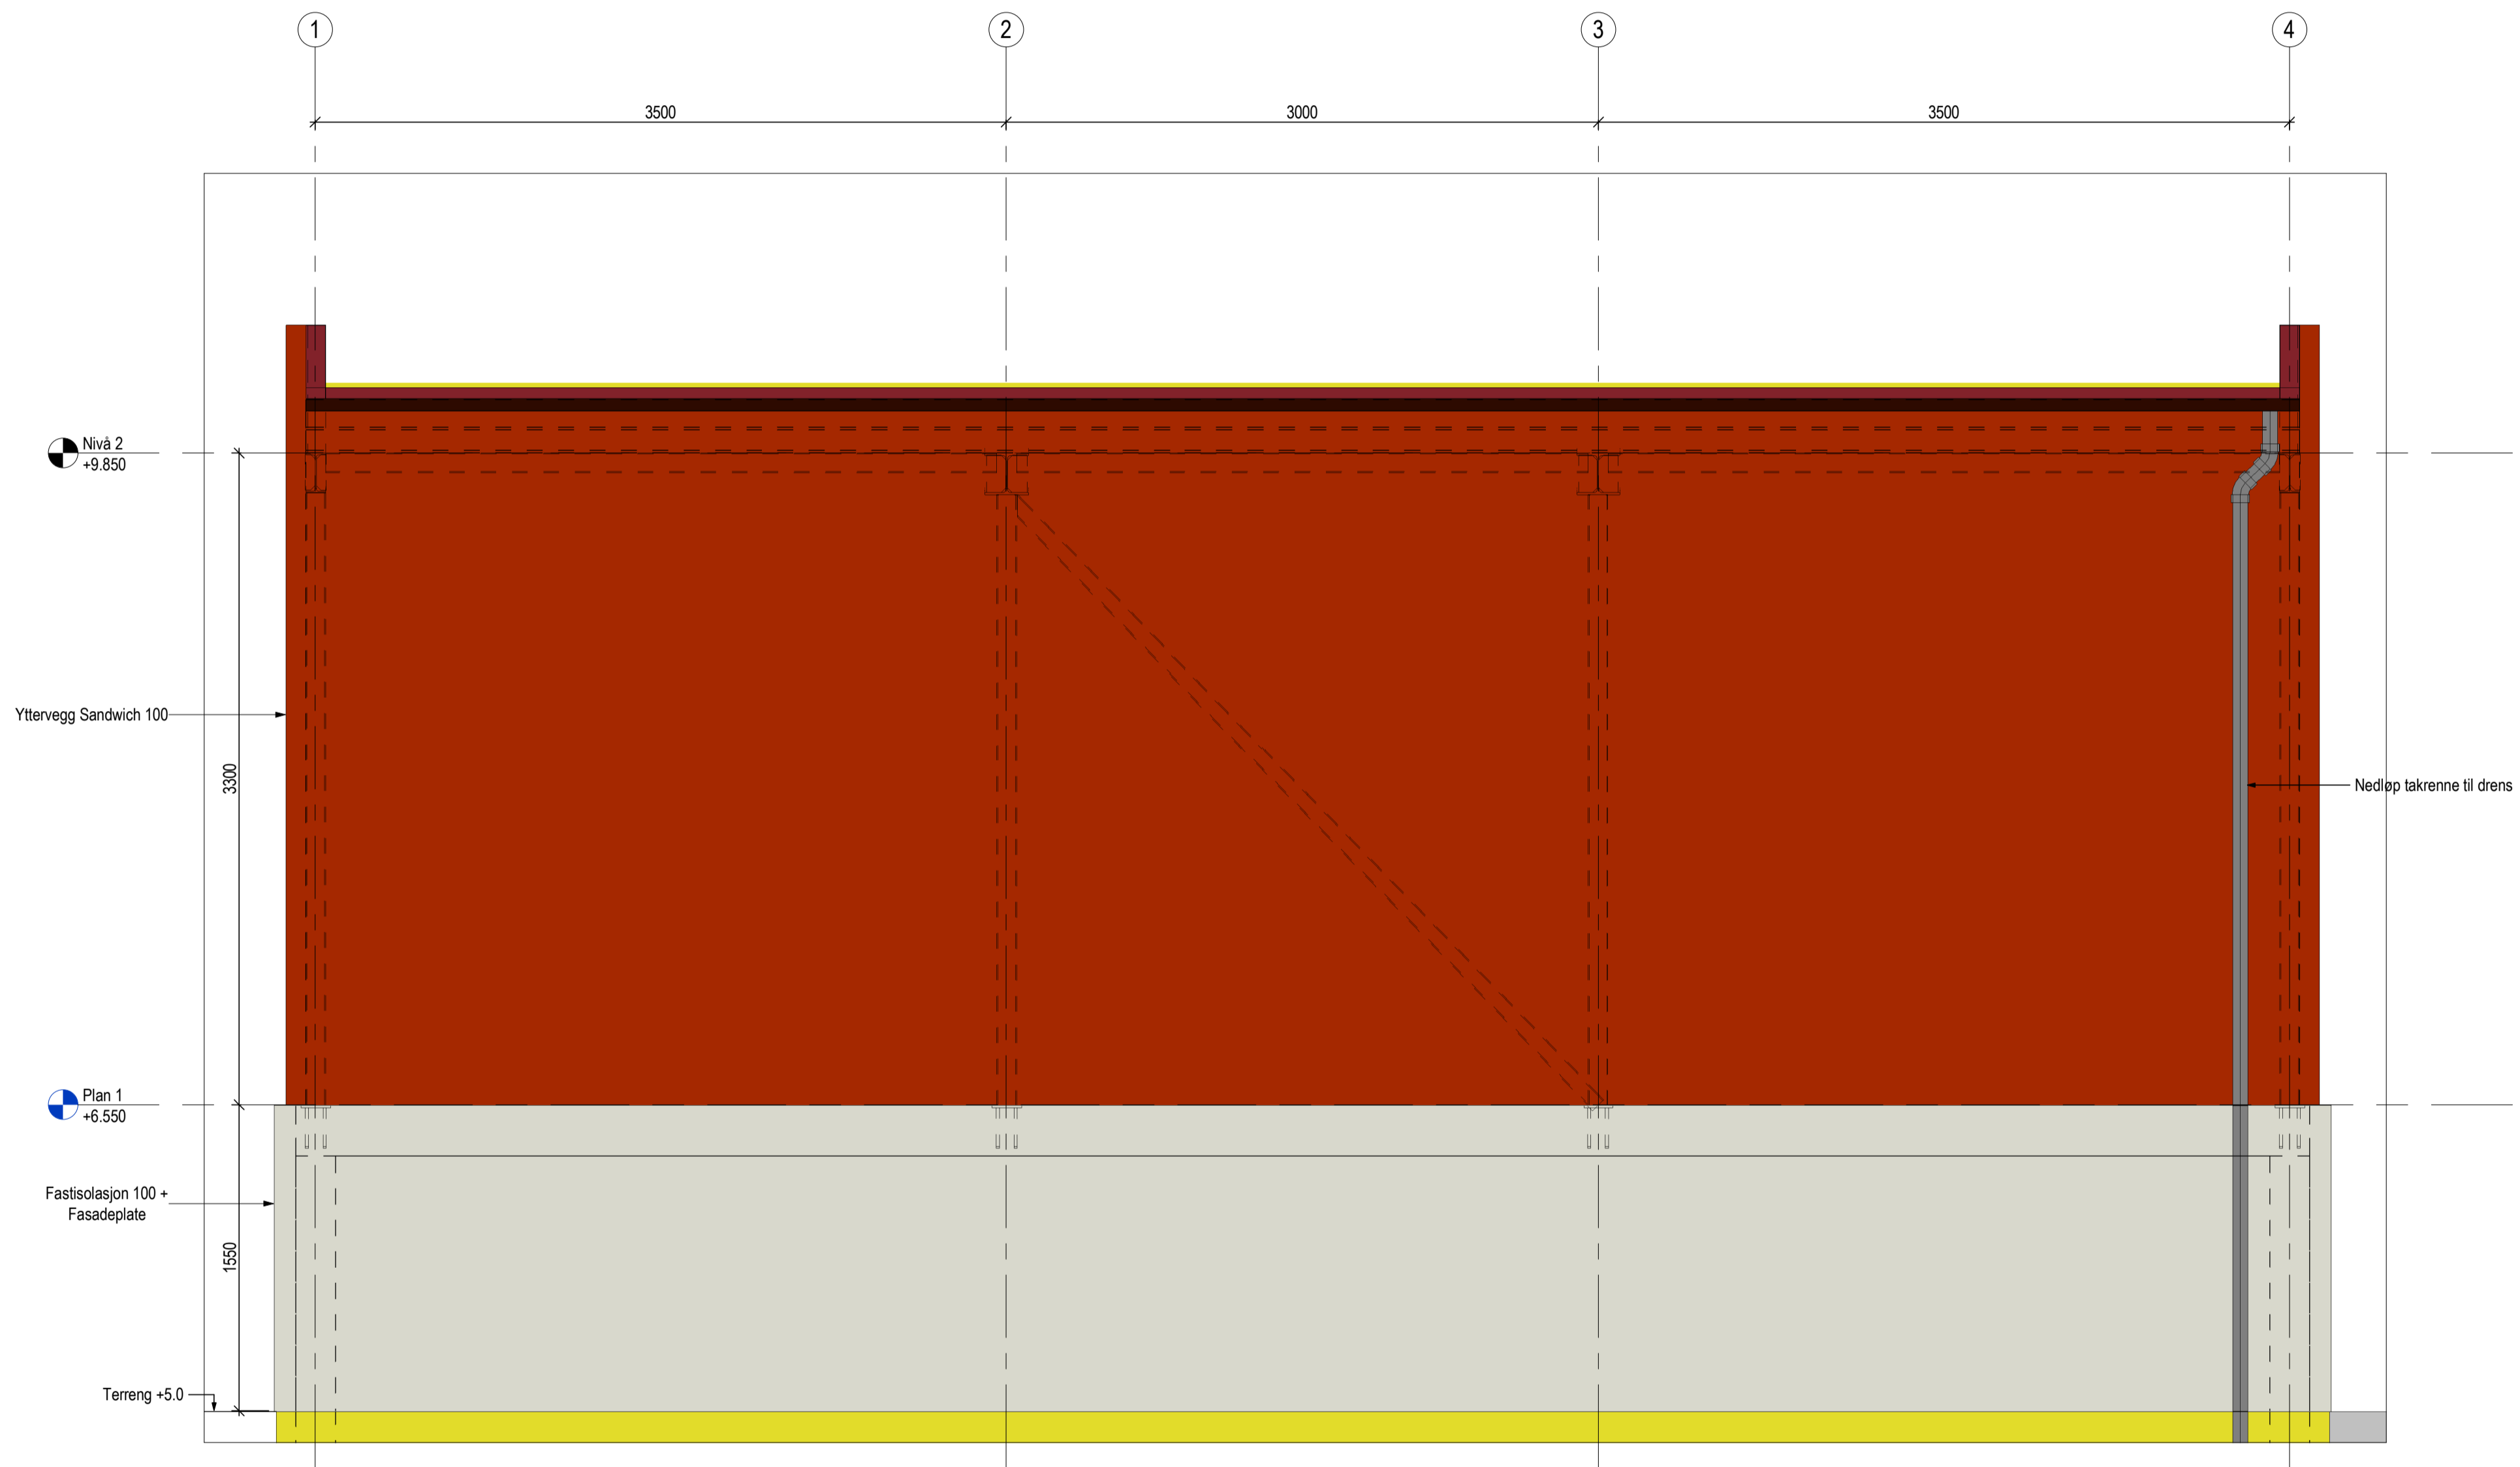 1
2
3
4
3500
3000
3500
Nivå 2
+9.850
Yttervegg Sandwich 100
3300
Nedløp takrenne til drens
Plan 1
+6.550
Fastisolasjon 100 +
Fasadeplate
1550
Terreng +5.0